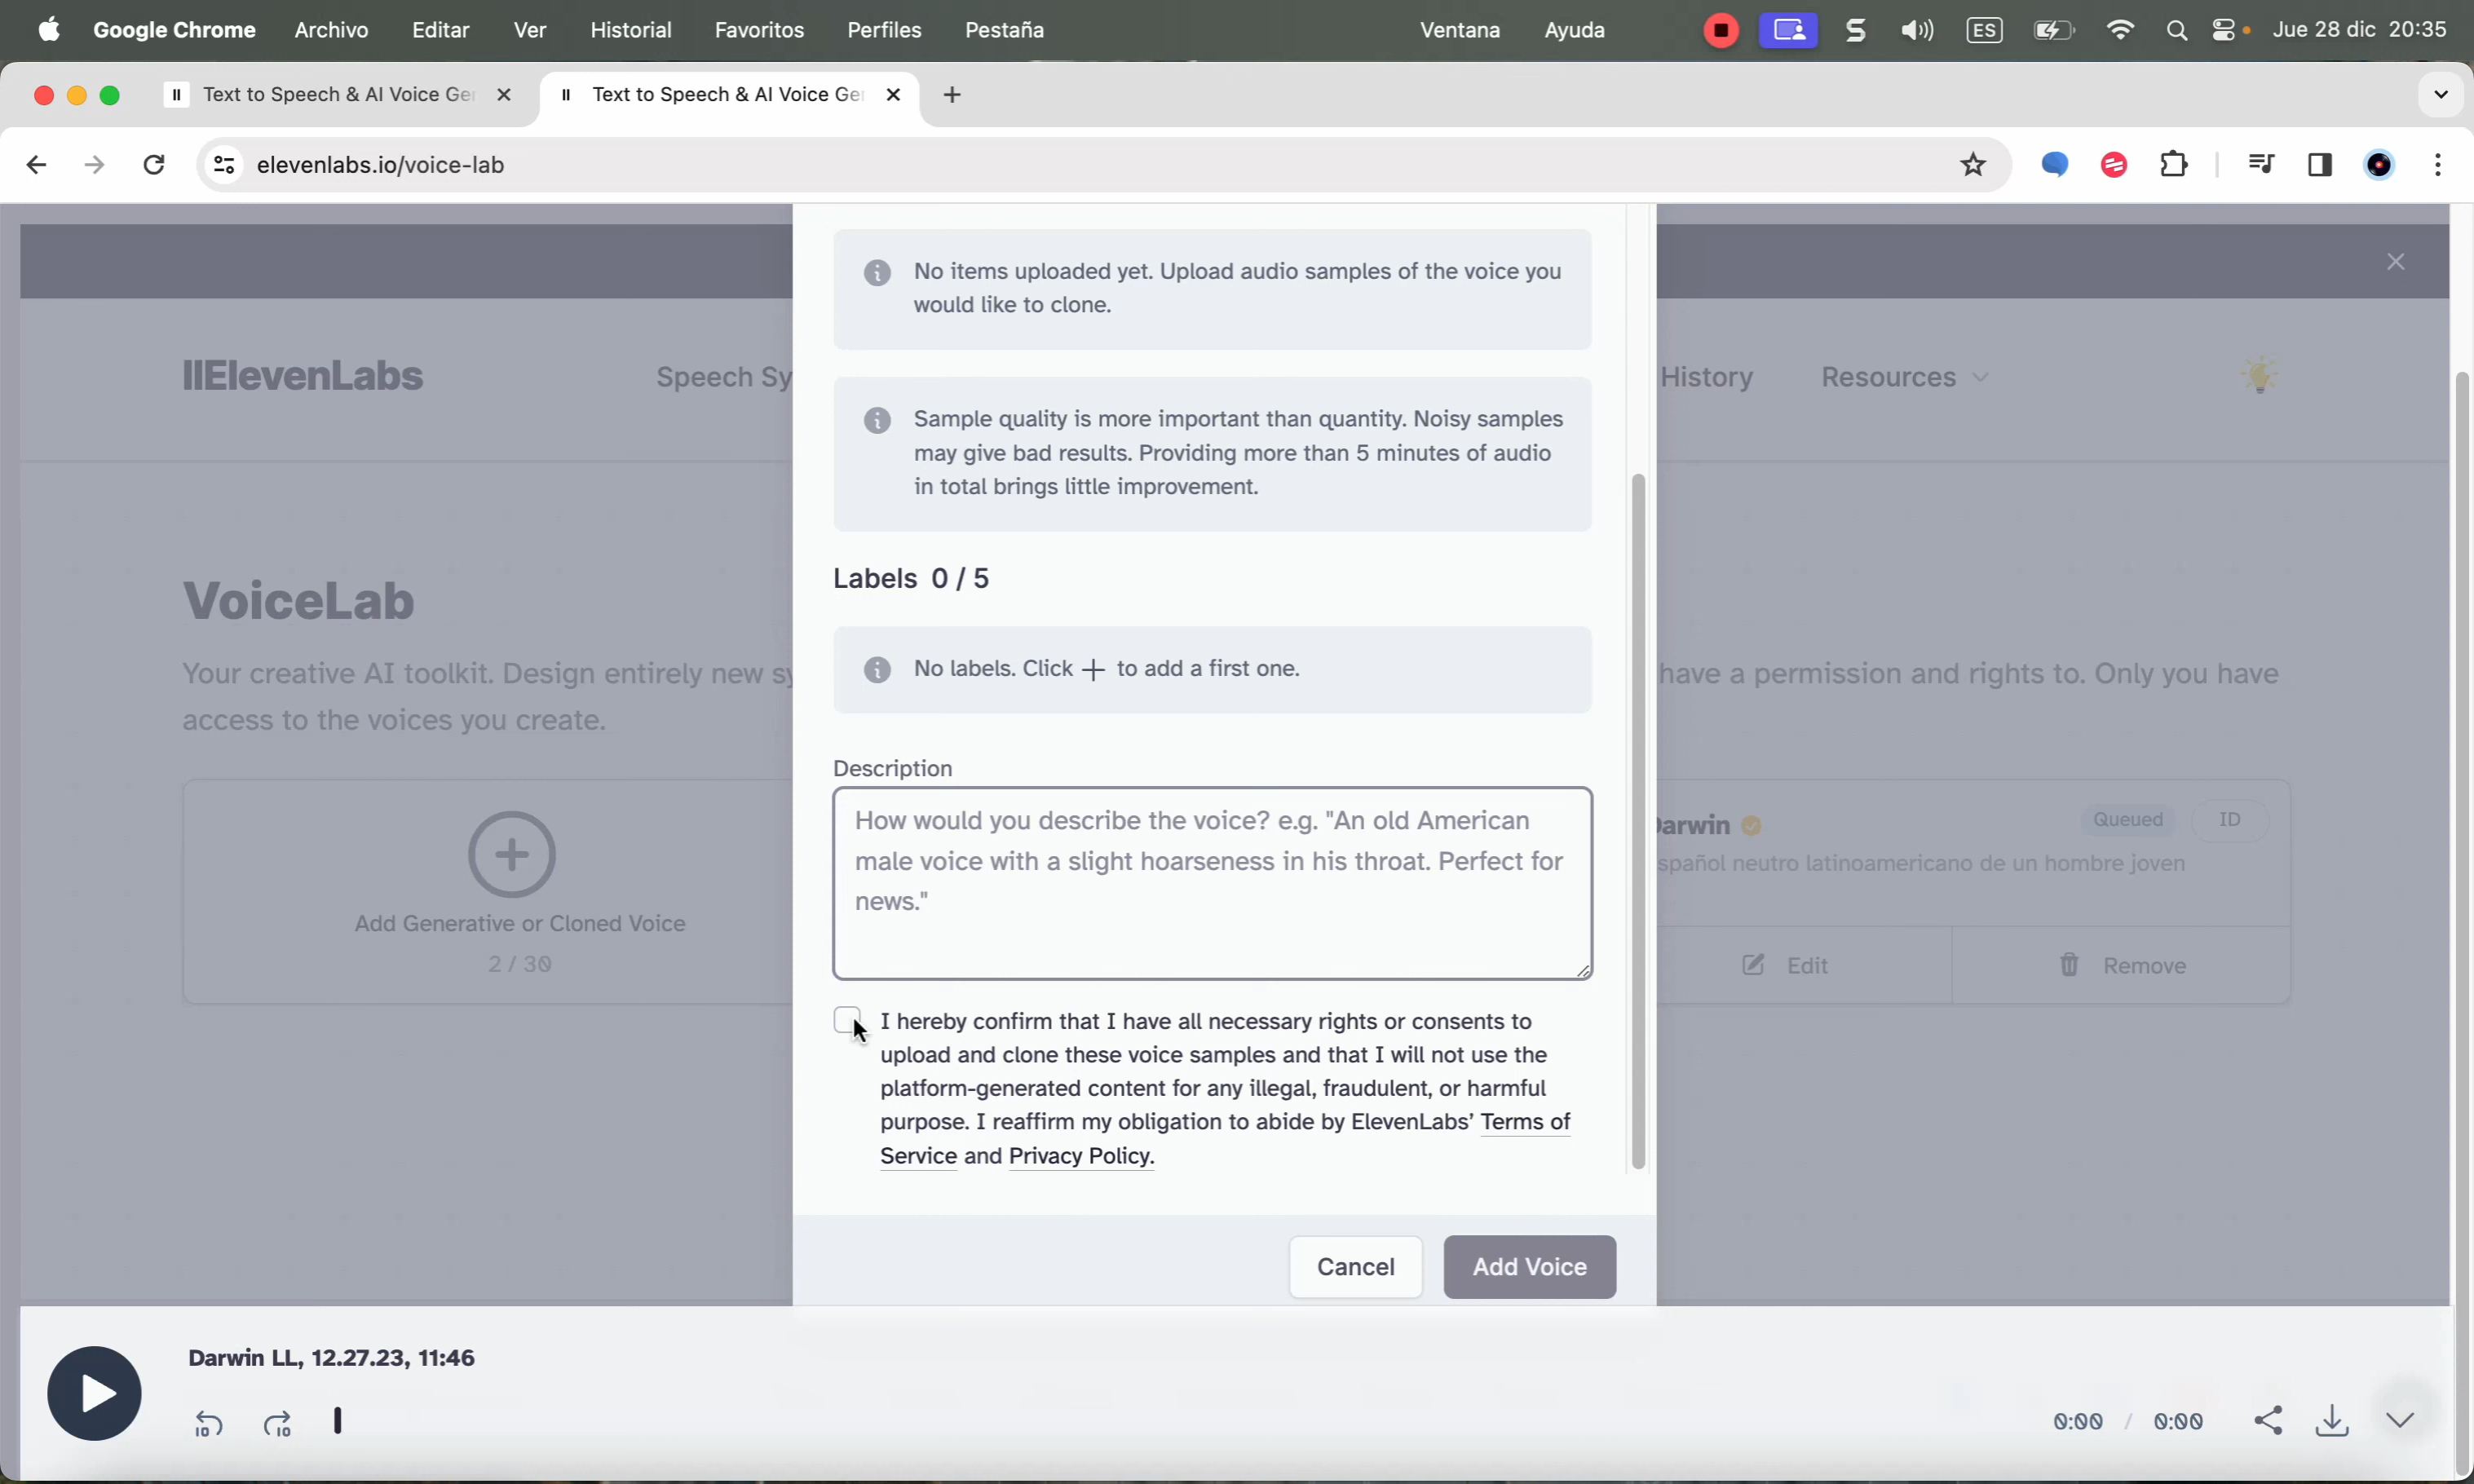 Google Chrome Archivo Editar Ver Historial Favoritos Perfiles Pestaña Ventana Ayuda ES Jue 28 dic 20:35
Text to Speech & AI Voice Ge Text to Speech & AI Voice Ge
elevenlabs.io/voice-lab
No items uploaded yet. Upload audio samples of the voice you
would like to clone.
IIElevenLabs Speech Sy History Resources
Sample quality is more important than quantity. Noisy samples
may give bad results. Providing more than 5 minutes of audio
in total brings little improvement.
Labels 0 / 5
VoiceLab
No labels. Click + to add a first one.
Your creative AI toolkit. Design entirely new sy have a permission and rights to. Only you have
access to the voices you create.
Description
How would you describe the voice? e.g. "An old American
male voice with a slight hoarseness in his throat. Perfect for
news."
Add Generative or Cloned Voice
2 / 30
Darwin Queued ID
spañol neutro latinoamericano de un hombre joven
Edit Remove
I hereby confirm that I have all necessary rights or consents to
upload and clone these voice samples and that I will not use the
platform-generated content for any illegal, fraudulent, or harmful
purpose. I reaffirm my obligation to abide by ElevenLabs' Terms of
Service and Privacy Policy.
Cancel Add Voice
Darwin LL, 12.27.23, 11:46
10 10 0:00 / 0:00